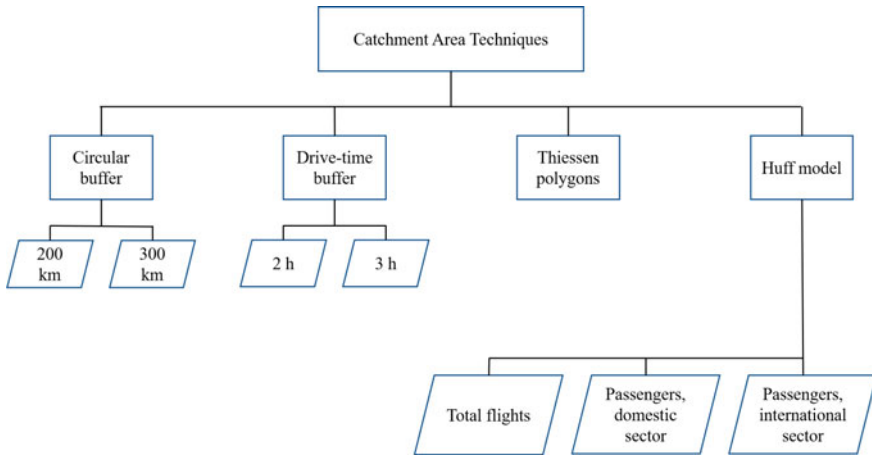 Catchment Area Techniques
Circular
buffer
Drive-time
buffer
Thiessen
polygons
Huff model
200
km
300
km
2 h
3 h
Total flights
Passengers,
domestic
sector
Passengers,
international
sector